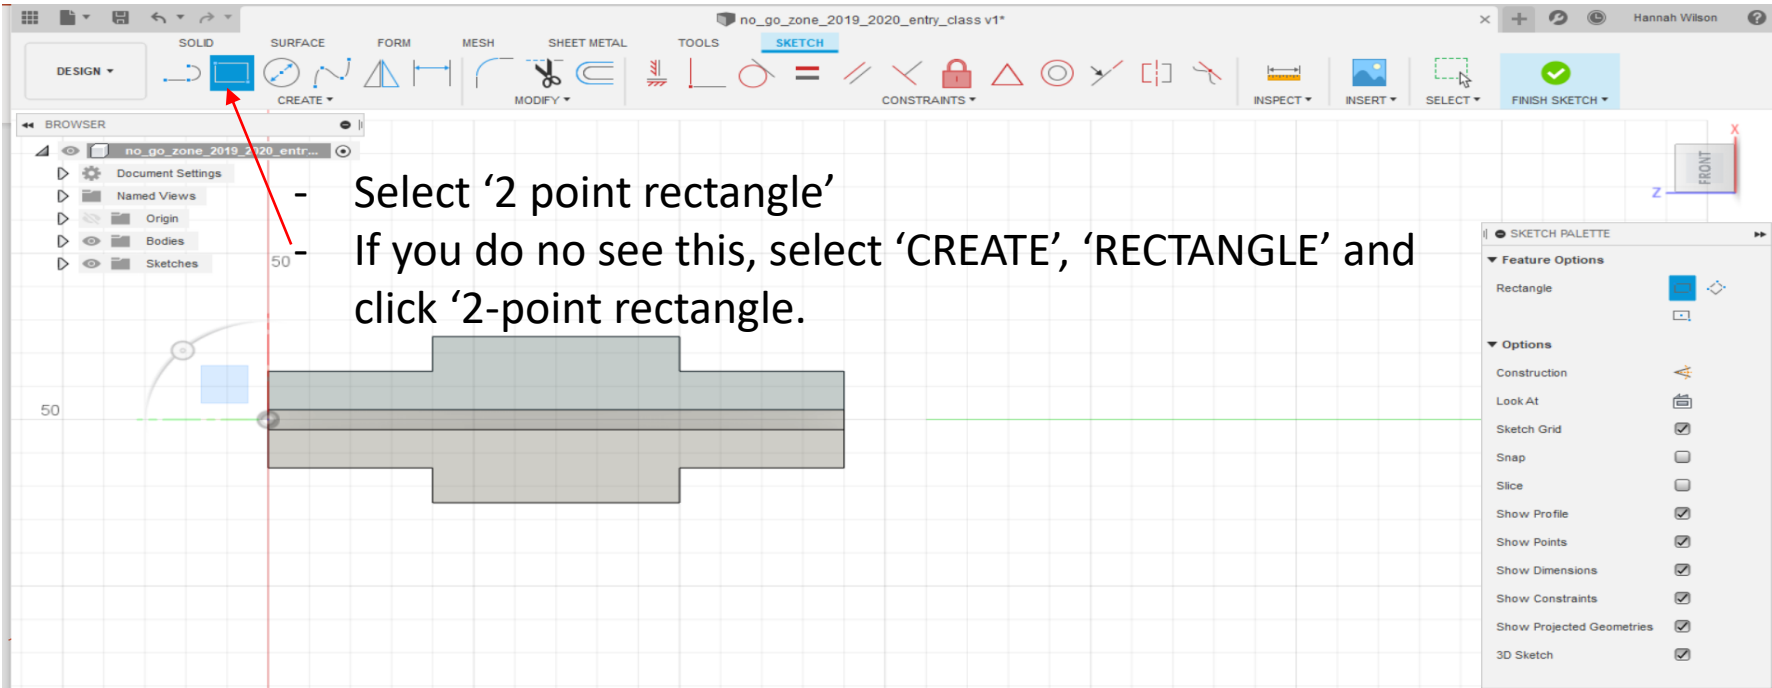 no_go_zone_2019_2020_entry_class v1*
Hannah Wilson
SOLID SURFACE FORM MESH SHEET METAL TOOLS SKETCH
DESIGN
CREATE MODIFY CONSTRAINTS INSPECT INSERT SELECT FINISH SKETCH
BROWSER
no_go_zone_2019_2020_entr...
Document Settings
Named Views
Origin
Bodies
Sketches
- Select ‘2 point rectangle’
- If you do no see this, select ‘CREATE’, ‘RECTANGLE’ and
click ‘2-point rectangle.
50
50
X
FRONT
Z
SKETCH PALETTE
Feature Options
Rectangle
Options
Construction
Look At
Sketch Grid
Snap
Slice
Show Profile
Show Points
Show Dimensions
Show Constraints
Show Projected Geometries
3D Sketch